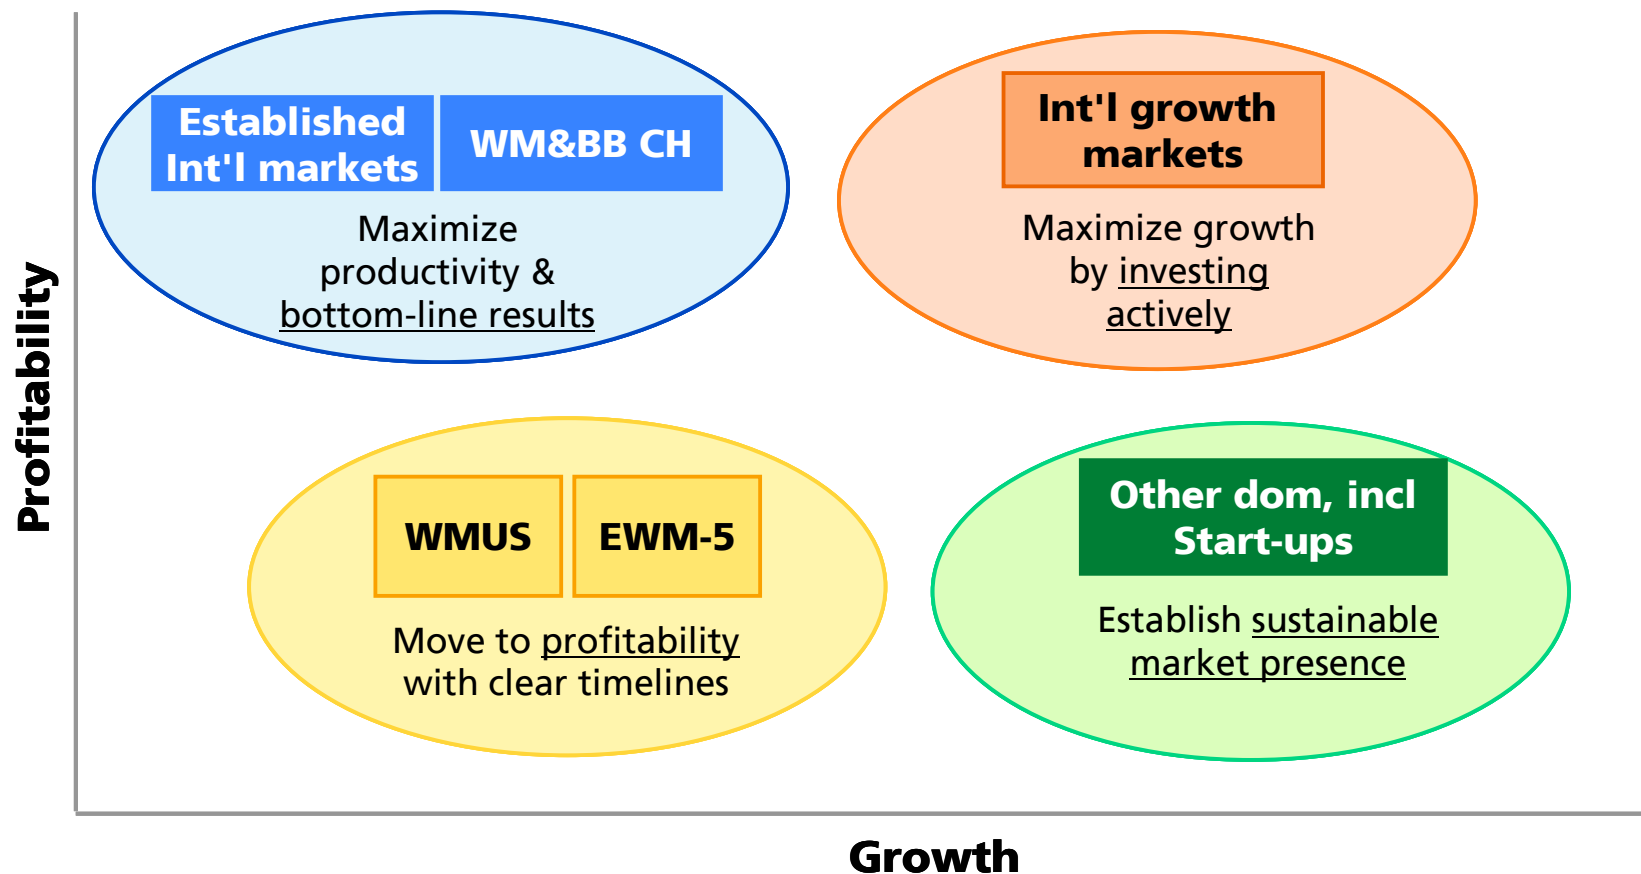 Profitability
Established
Int'l markets
WM&BB CH
Maximize
productivity &
bottom-line results
Int'l growth
markets
Maximize growth
by investing
actively
WMUS
EWM-5
Move to profitability
with clear timelines
Other dom, incl
Start-ups
Establish sustainable
market presence
Growth